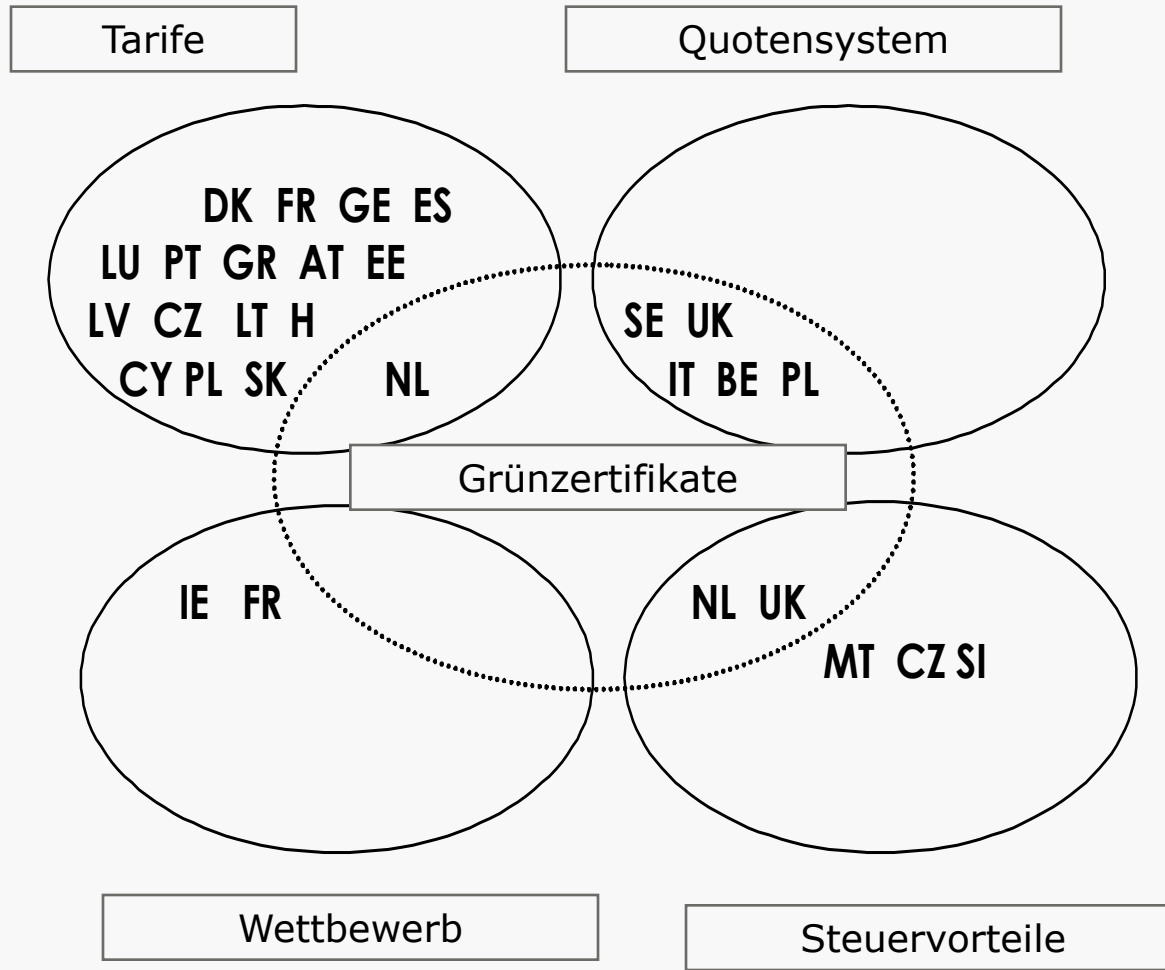 Tarife
Quotensystem
DK FR GE ES
LU PT GR AT EE
LV CZ LT H
CY PL SK NL
SE UK
IT BE PL
Grünzertifikate
IE FR
NL UK
MT CZ SI
Wettbewerb
Steuervorteile